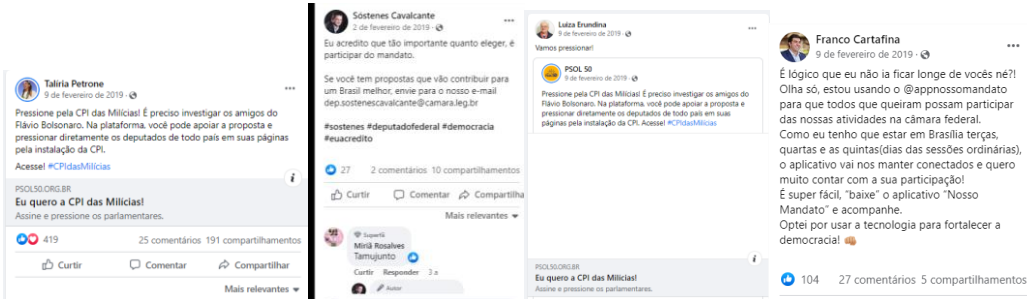 Talíria Petrone
9 de fevereiro de 2019
Pressione pela CPI das Milícias! É preciso investigar os amigos do
Flávio Bolsonaro. Na plataforma, você pode apoiar a proposta e
pressionar diretamente os deputados de todo país em suas páginas
pela instalação da CPI.
Acesse! #CPIdasMilícias
PSOL50.ORG.BR
Eu quero a CPI das Milícias!
Assine e pressione os parlamentares.
419 25 comentários 191 compartilhamentos
Curtir Comentar Compartilhar
Mais relevantes
Sóstenes Cavalcante
2 de fevereiro de 2019
Eu acredito que tão importante quanto eleger, é
participar do mandato.
Se você tem propostas que vão contribuir para
um Brasil melhor, envie para o nosso e-mail
dep.sostenescavalcante@camara.leg.br
#sostenes #deputadofederal #democracia
#euacredito
27 2 comentários 10 compartilhamentos
Curtir Comentar Compartilha
Mais relevantes
Superfã
Miriã Rosalves
Tamujunto
Curtir Responder 3 a
Autor
Luiza Erundina
9 de fevereiro de 2019
Vamos pressionar!
PSOL 50
9 de fevereiro de 2019
Pressione pela CPI das Milícias! É preciso investigar os amigos do
Flávio Bolsonaro. Na plataforma, você pode apoiar a proposta e
pressionar diretamente os deputados de todo país em suas páginas
pela instalação da CPI. Acesse! #CPIdasMilícias
PSOL50.ORG.BR
Eu quero a CPI das Milícias!
Assine e pressione os parlamentares.
Franco Cartafina
9 de fevereiro de 2019
É lógico que eu não ia ficar longe de vocês né?!
Olha só, estou usando o @appnossomandato
para que todos que queiram possam participar
das nossas atividades na câmara federal.
Como eu tenho que estar em Brasília terças,
quartas e as quintas(dias das sessões ordinárias),
o aplicativo vai nos manter conectados e quero
muito contar com a sua participação!
É super fácil, “baixe” o aplicativo “Nosso
Mandato” e acompanhe.
Optei por usar a tecnologia para fortalecer a
democracia! 👊🏽
104 27 comentários 5 compartilhamentos